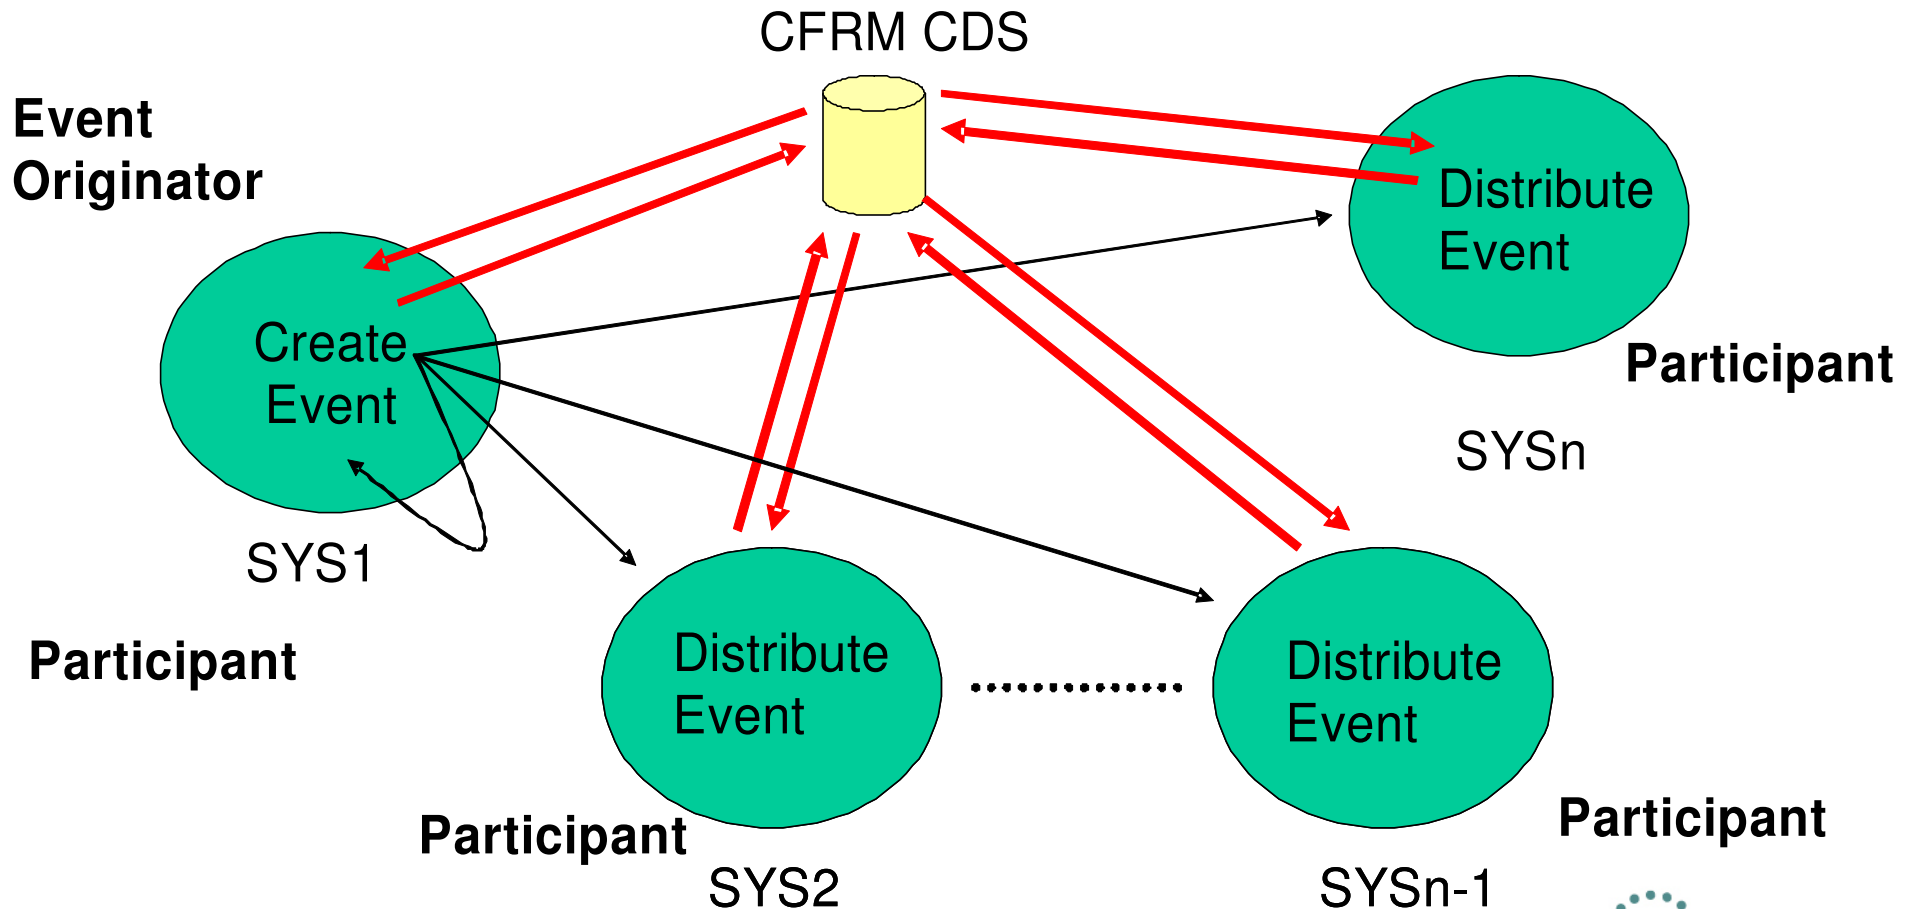 CFRM CDS
Event
Originator
Distribute
Event
Create
Event
Participant
SYSn
SYS1
Participant
Distribute
Event
Distribute
Event
Participant
Participant
SYS2
SYSn-1